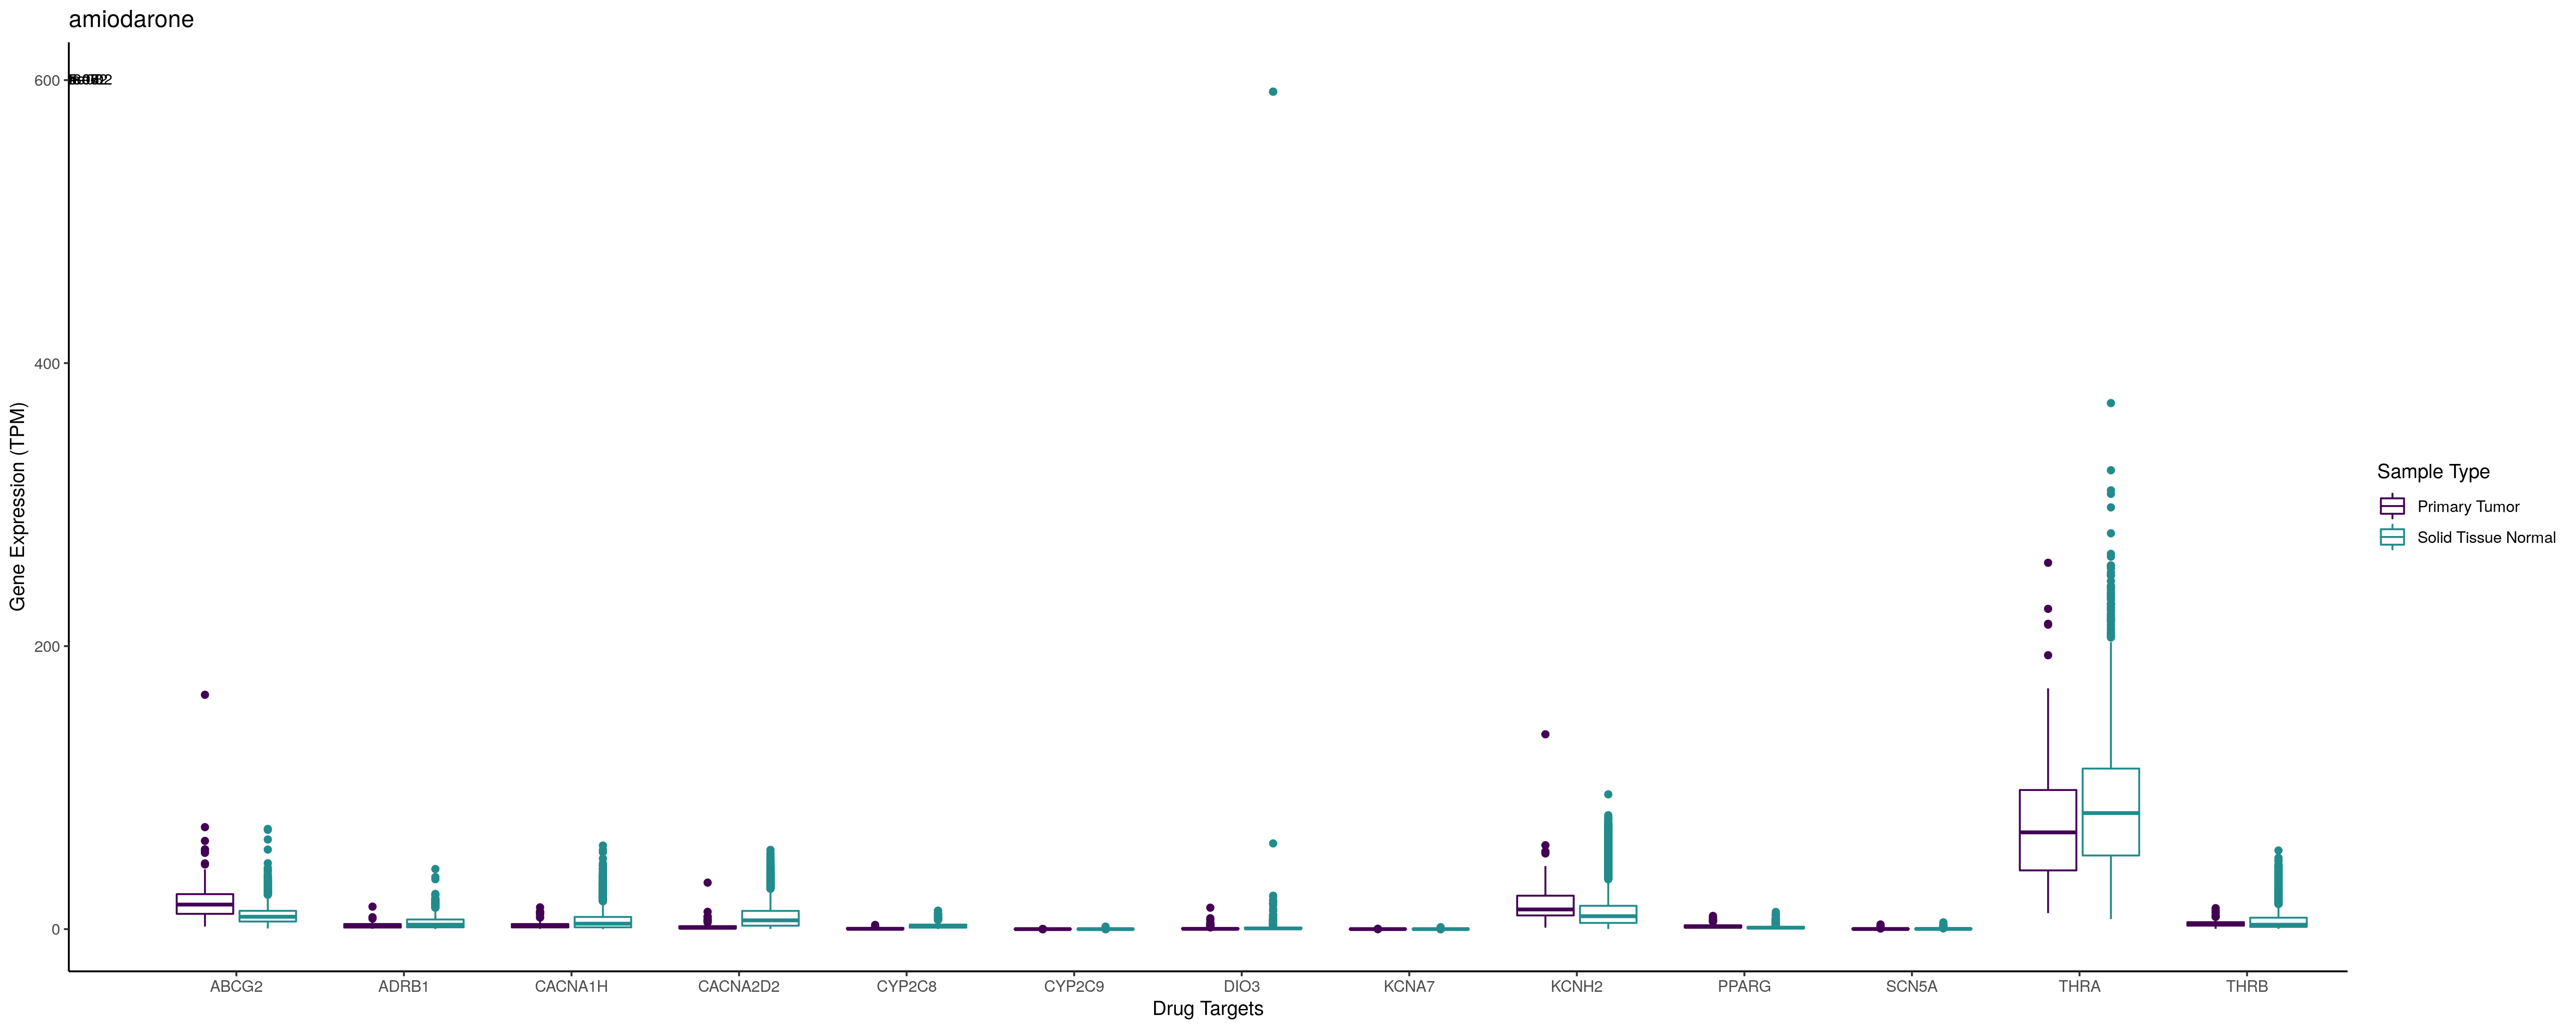 amiodarone
600
400
200
0
Gene Expression (TPM)
ABCG2 ADRB1 CACNA1H CACNA2D2 CYP2C8 CYP2C9 DIO3 KCNA7 KCNH2 PPARG SCN5A THRA THRB
Drug Targets
Sample Type
Primary Tumor
Solid Tissue Normal